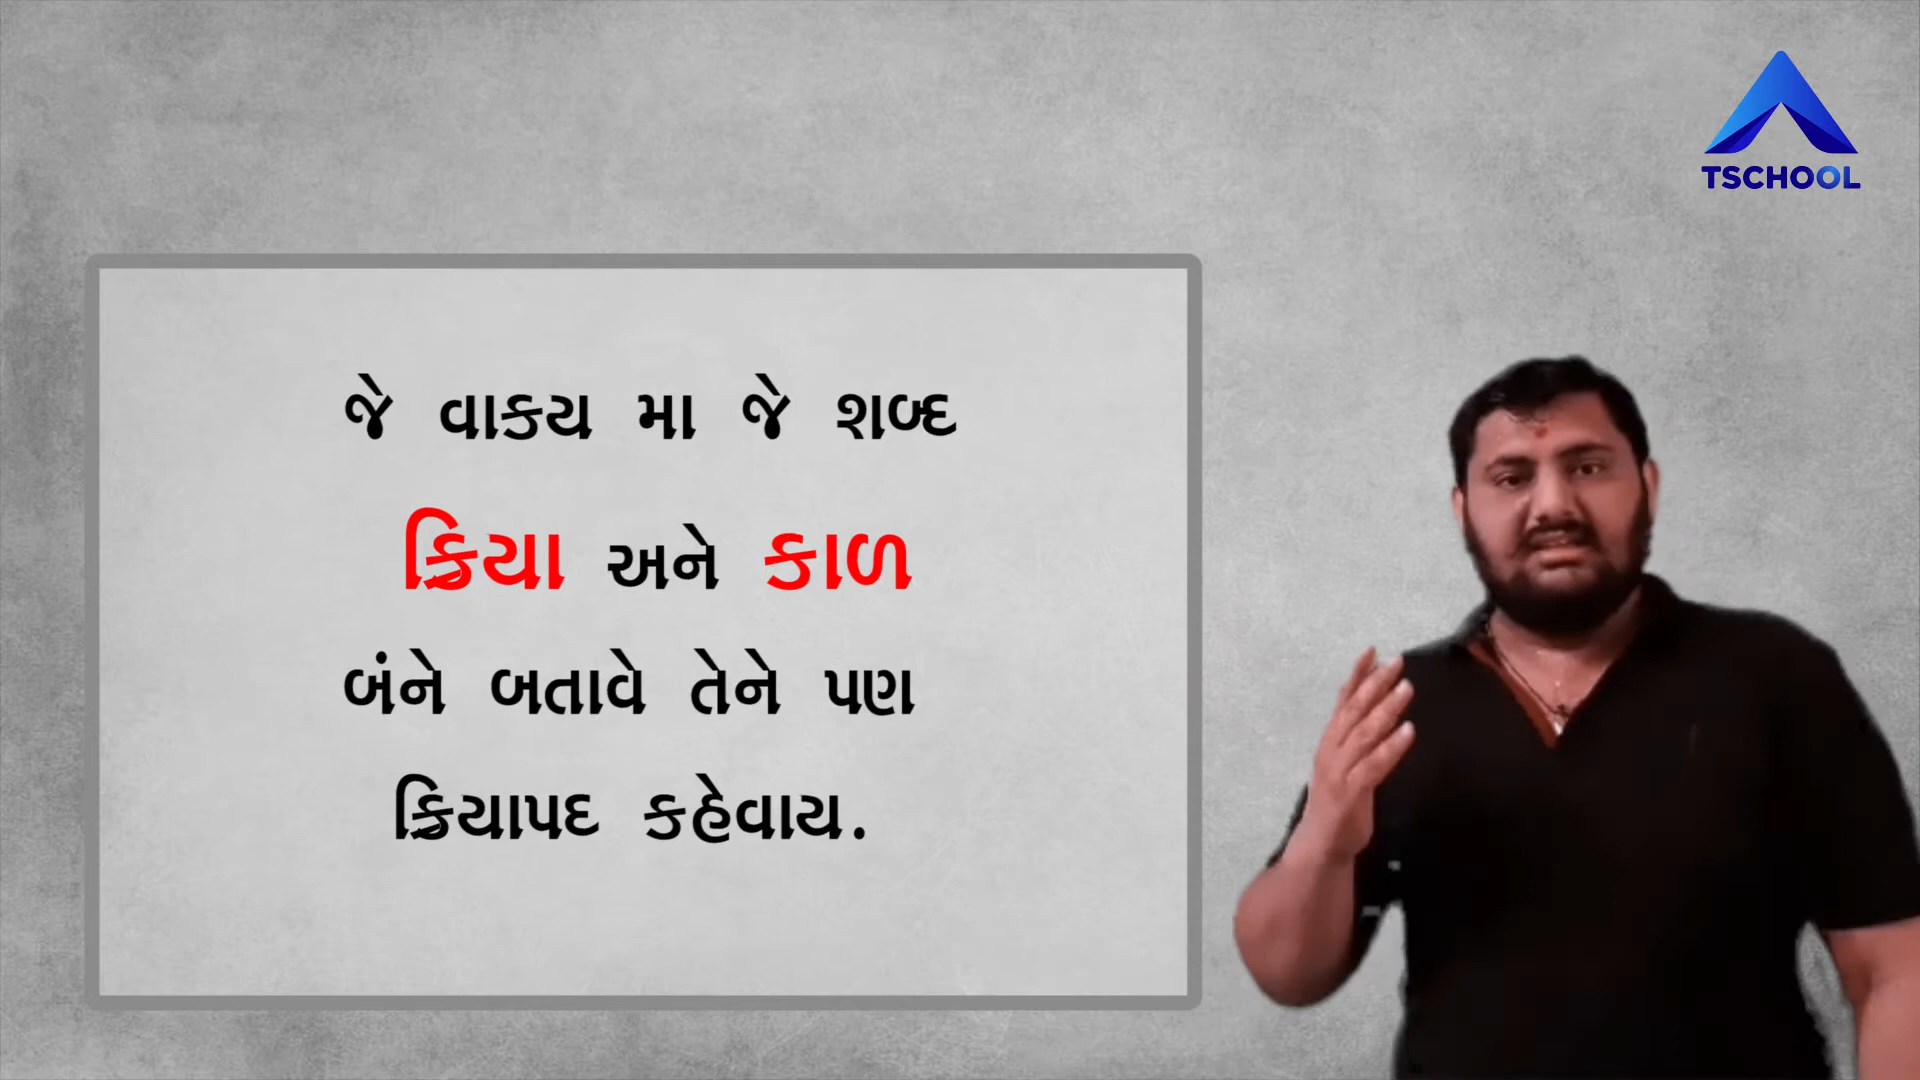 TSCHOOL
જે વાકય મા જે શબ્દ
ક્રિયા અને કાળ
બંને બતાવે તેને પણ
ક્રિયાપદ કહેવાય.